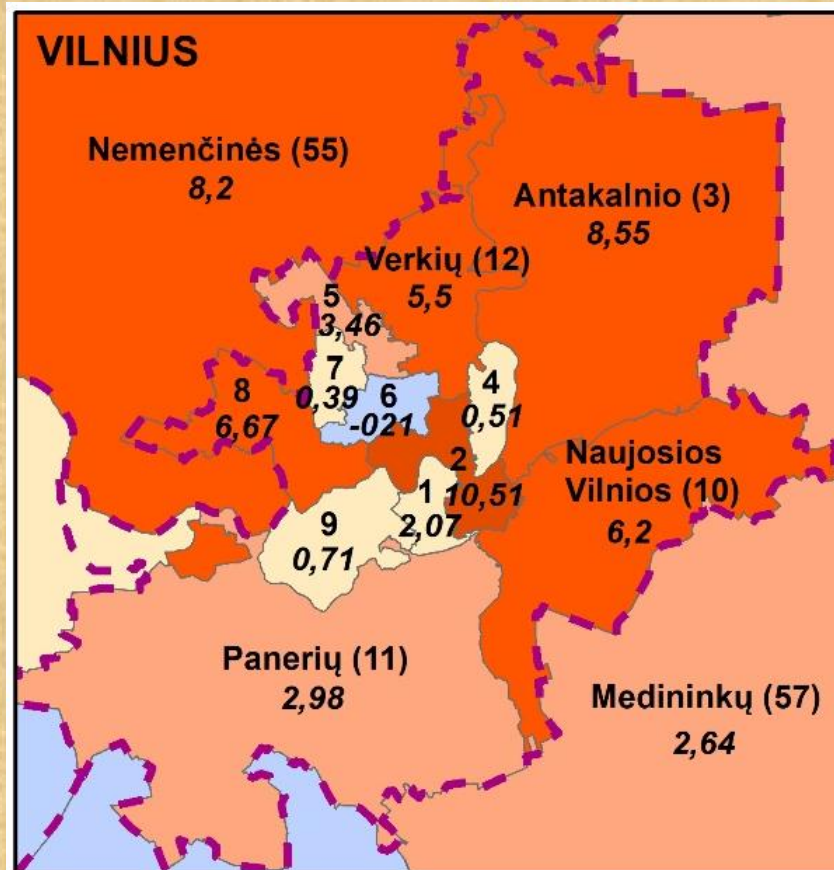 VILNIUS
Nemenčinės (55)
8,2
Antakalnio (3)
8,55
Verkių (12)
5,5
5
3,46
7
0,39
6
-021
4
0,51
8
6,67
2
10,51
1
2,07
9
0,71
Naujosios
Vilnios (10)
6,2
Panerių (11)
2,98
Medininkų (57)
2,64